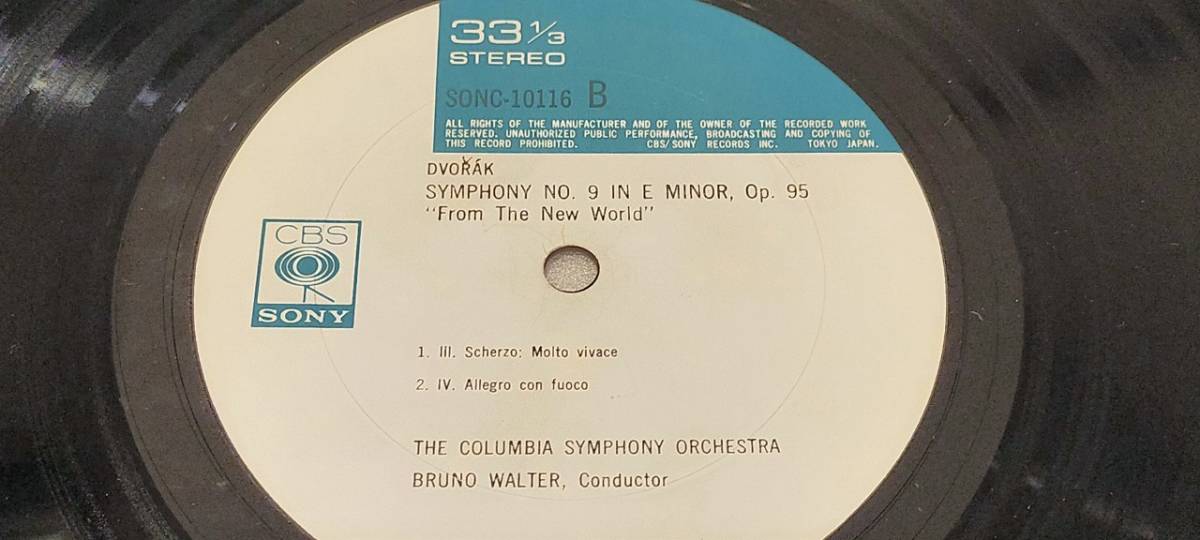 33 1/3
STEREO
SONC-10116 B
ALL RIGHTS OF THE MANUFACTURER AND OF THE OWNER OF THE RECORDED WORK
RESERVED. UNAUTHORIZED PUBLIC PERFORMANCE, BROADCASTING AND COPYING OF
THIS RECORD PROHIBITED. CBS/SONY RECORDS INC. TOKYO JAPAN.
DVOŘÁK
SYMPHONY NO. 9 IN E MINOR, Op. 95
“From The New World”
CBS
SONY
1. III. Scherzo: Molto vivace
2. IV. Allegro con fuoco
THE COLUMBIA SYMPHONY ORCHESTRA
BRUNO WALTER, Conductor